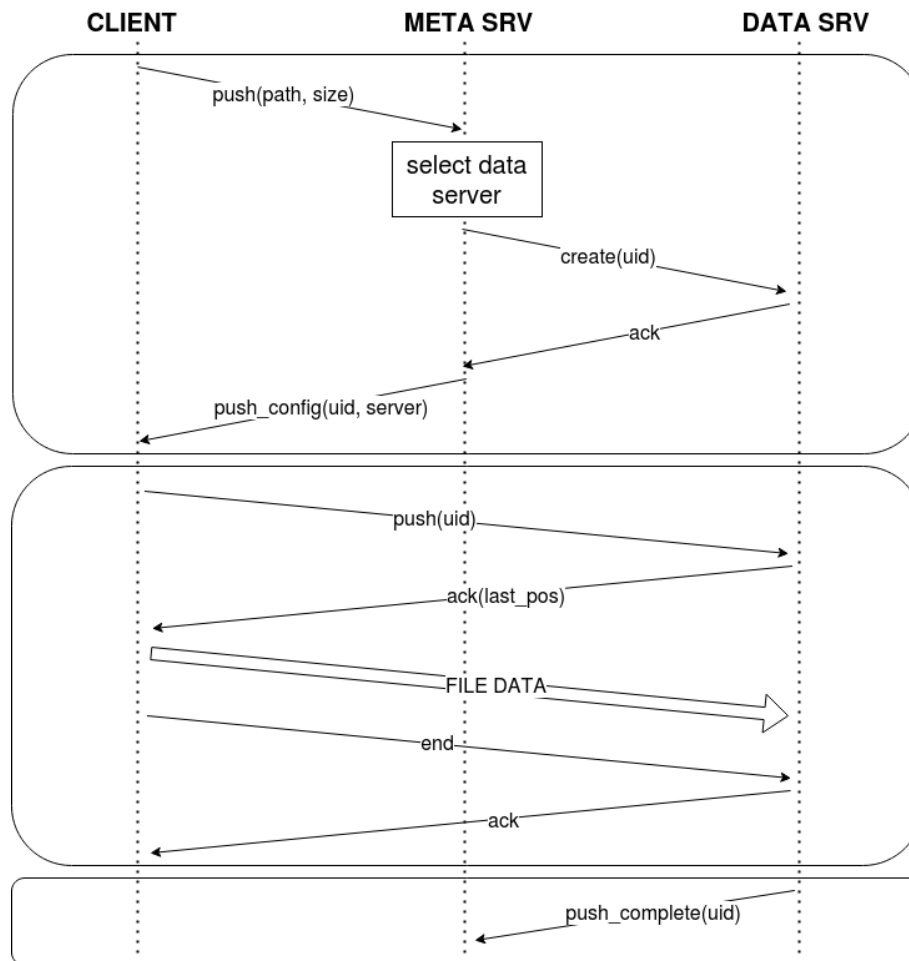 CLIENT
META SRV
DATA SRV
push(path, size)
select data
server
create(uid)
ack
push_config(uid, server)
push(uid)
ack(last_pos)
FILE DATA
end
ack
push_complete(uid)